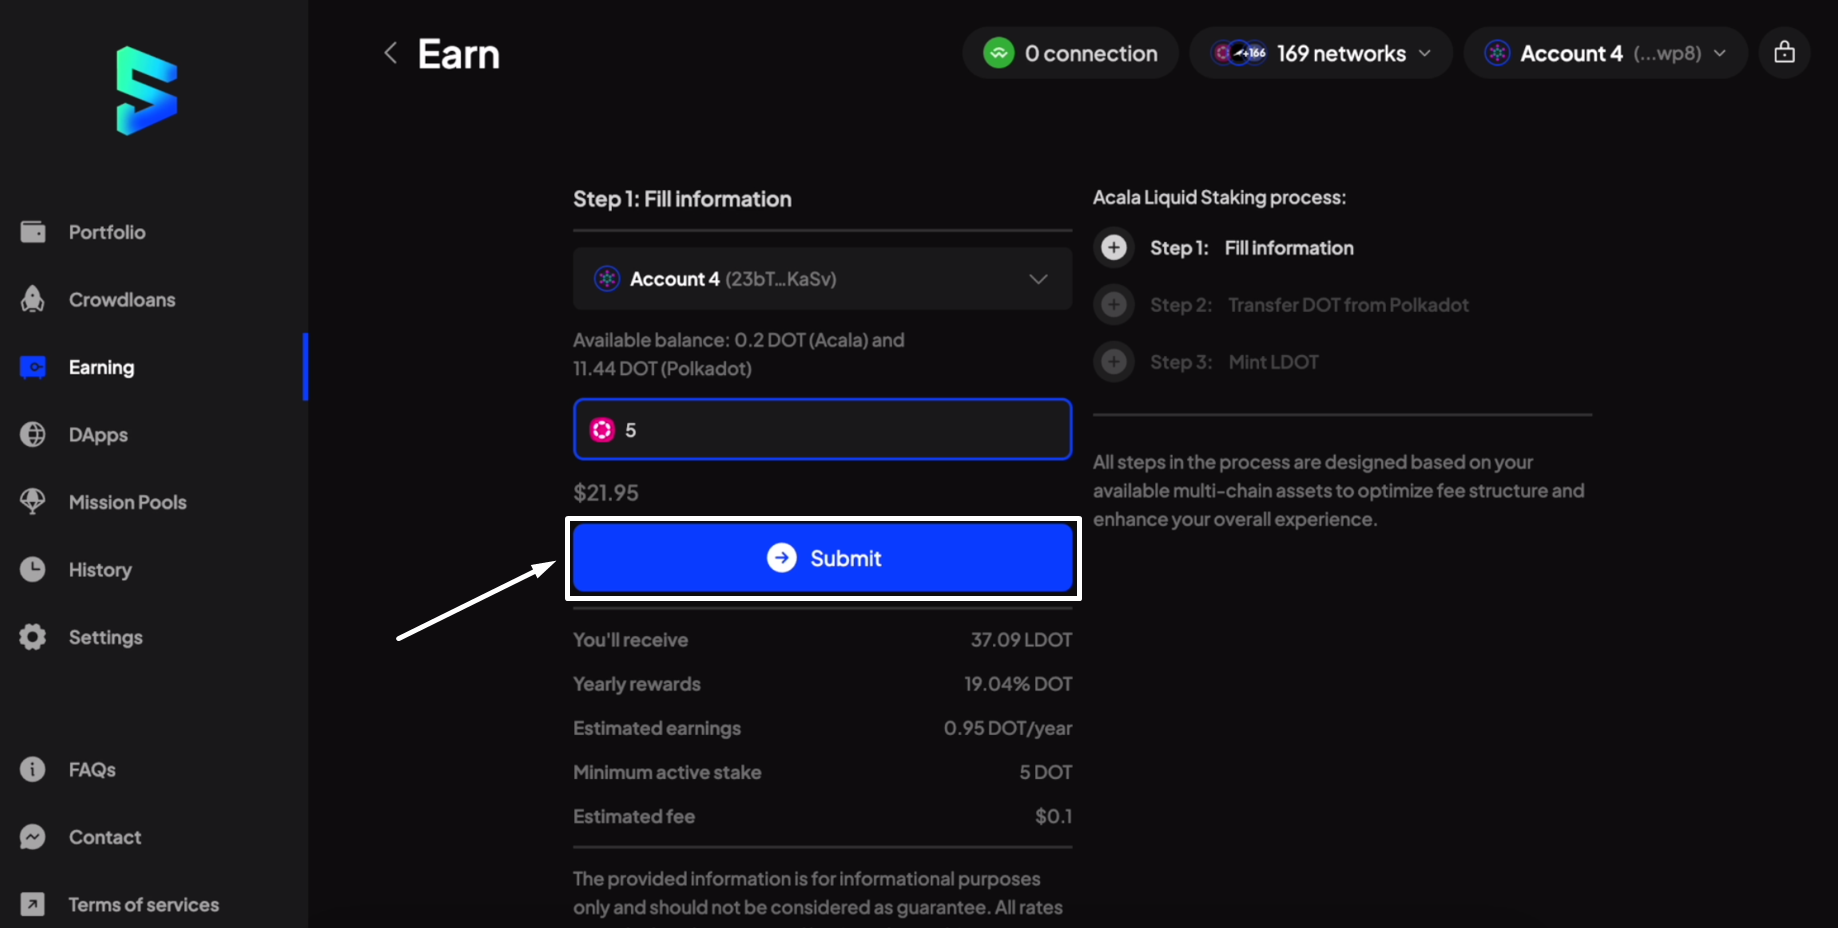 Earn
0 connection
+166
169 networks
Account 4 (...wp8)
Portfolio
Crowdloans
Earning
DApps
Mission Pools
History
Settings
FAQs
Contact
Terms of services
Step 1: Fill information
Account 4 (23bT...KaSv)
Available balance: 0.2 DOT (Acala) and
11.44 DOT (Polkadot)
5
$21.95
Submit
You'll receive 37.09 LDOT
Yearly rewards 19.04% DOT
Estimated earnings 0.95 DOT/year
Minimum active stake 5 DOT
Estimated fee $0.1
The provided information is for informational purposes
only and should not be considered as guarantee. All rates
Acala Liquid Staking process:
Step 1: Fill information
Step 2: Transfer DOT from Polkadot
Step 3: Mint LDOT
All steps in the process are designed based on your
available multi-chain assets to optimize fee structure and
enhance your overall experience.